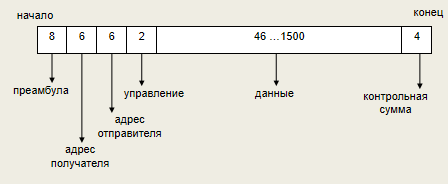 начало
конец
8 6 6 2 46 ...1500 4
преамбула
управление
данные
контрольная
сумма
адрес
отправителя
адрес
получателя